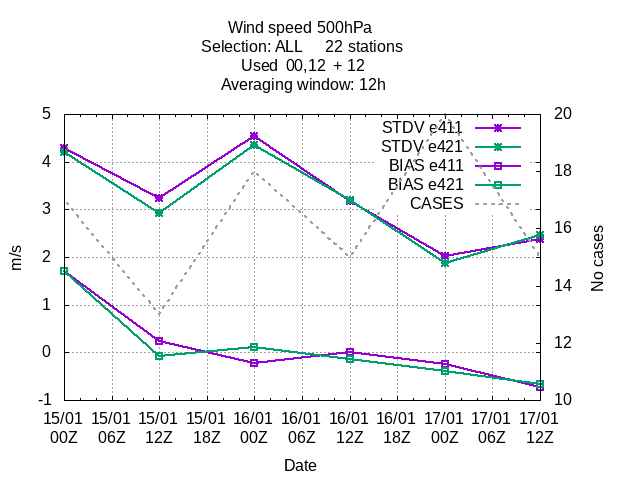 Wind speed 500hPa
Selection: ALL 22 stations
Used 00,12 + 12
Averaging window: 12h
STDV e411
STDV e421
BIAS e411
BIAS e421
CASES
5
4
3
2
1
0
-1
m/s
20
18
16
14
12
10
No cases
15/01 15/01 15/01 15/01 16/01 16/01 16/01 16/01 17/01 17/01 17/01
00Z 06Z 12Z 18Z 00Z 06Z 12Z 18Z 00Z 06Z 12Z
Date